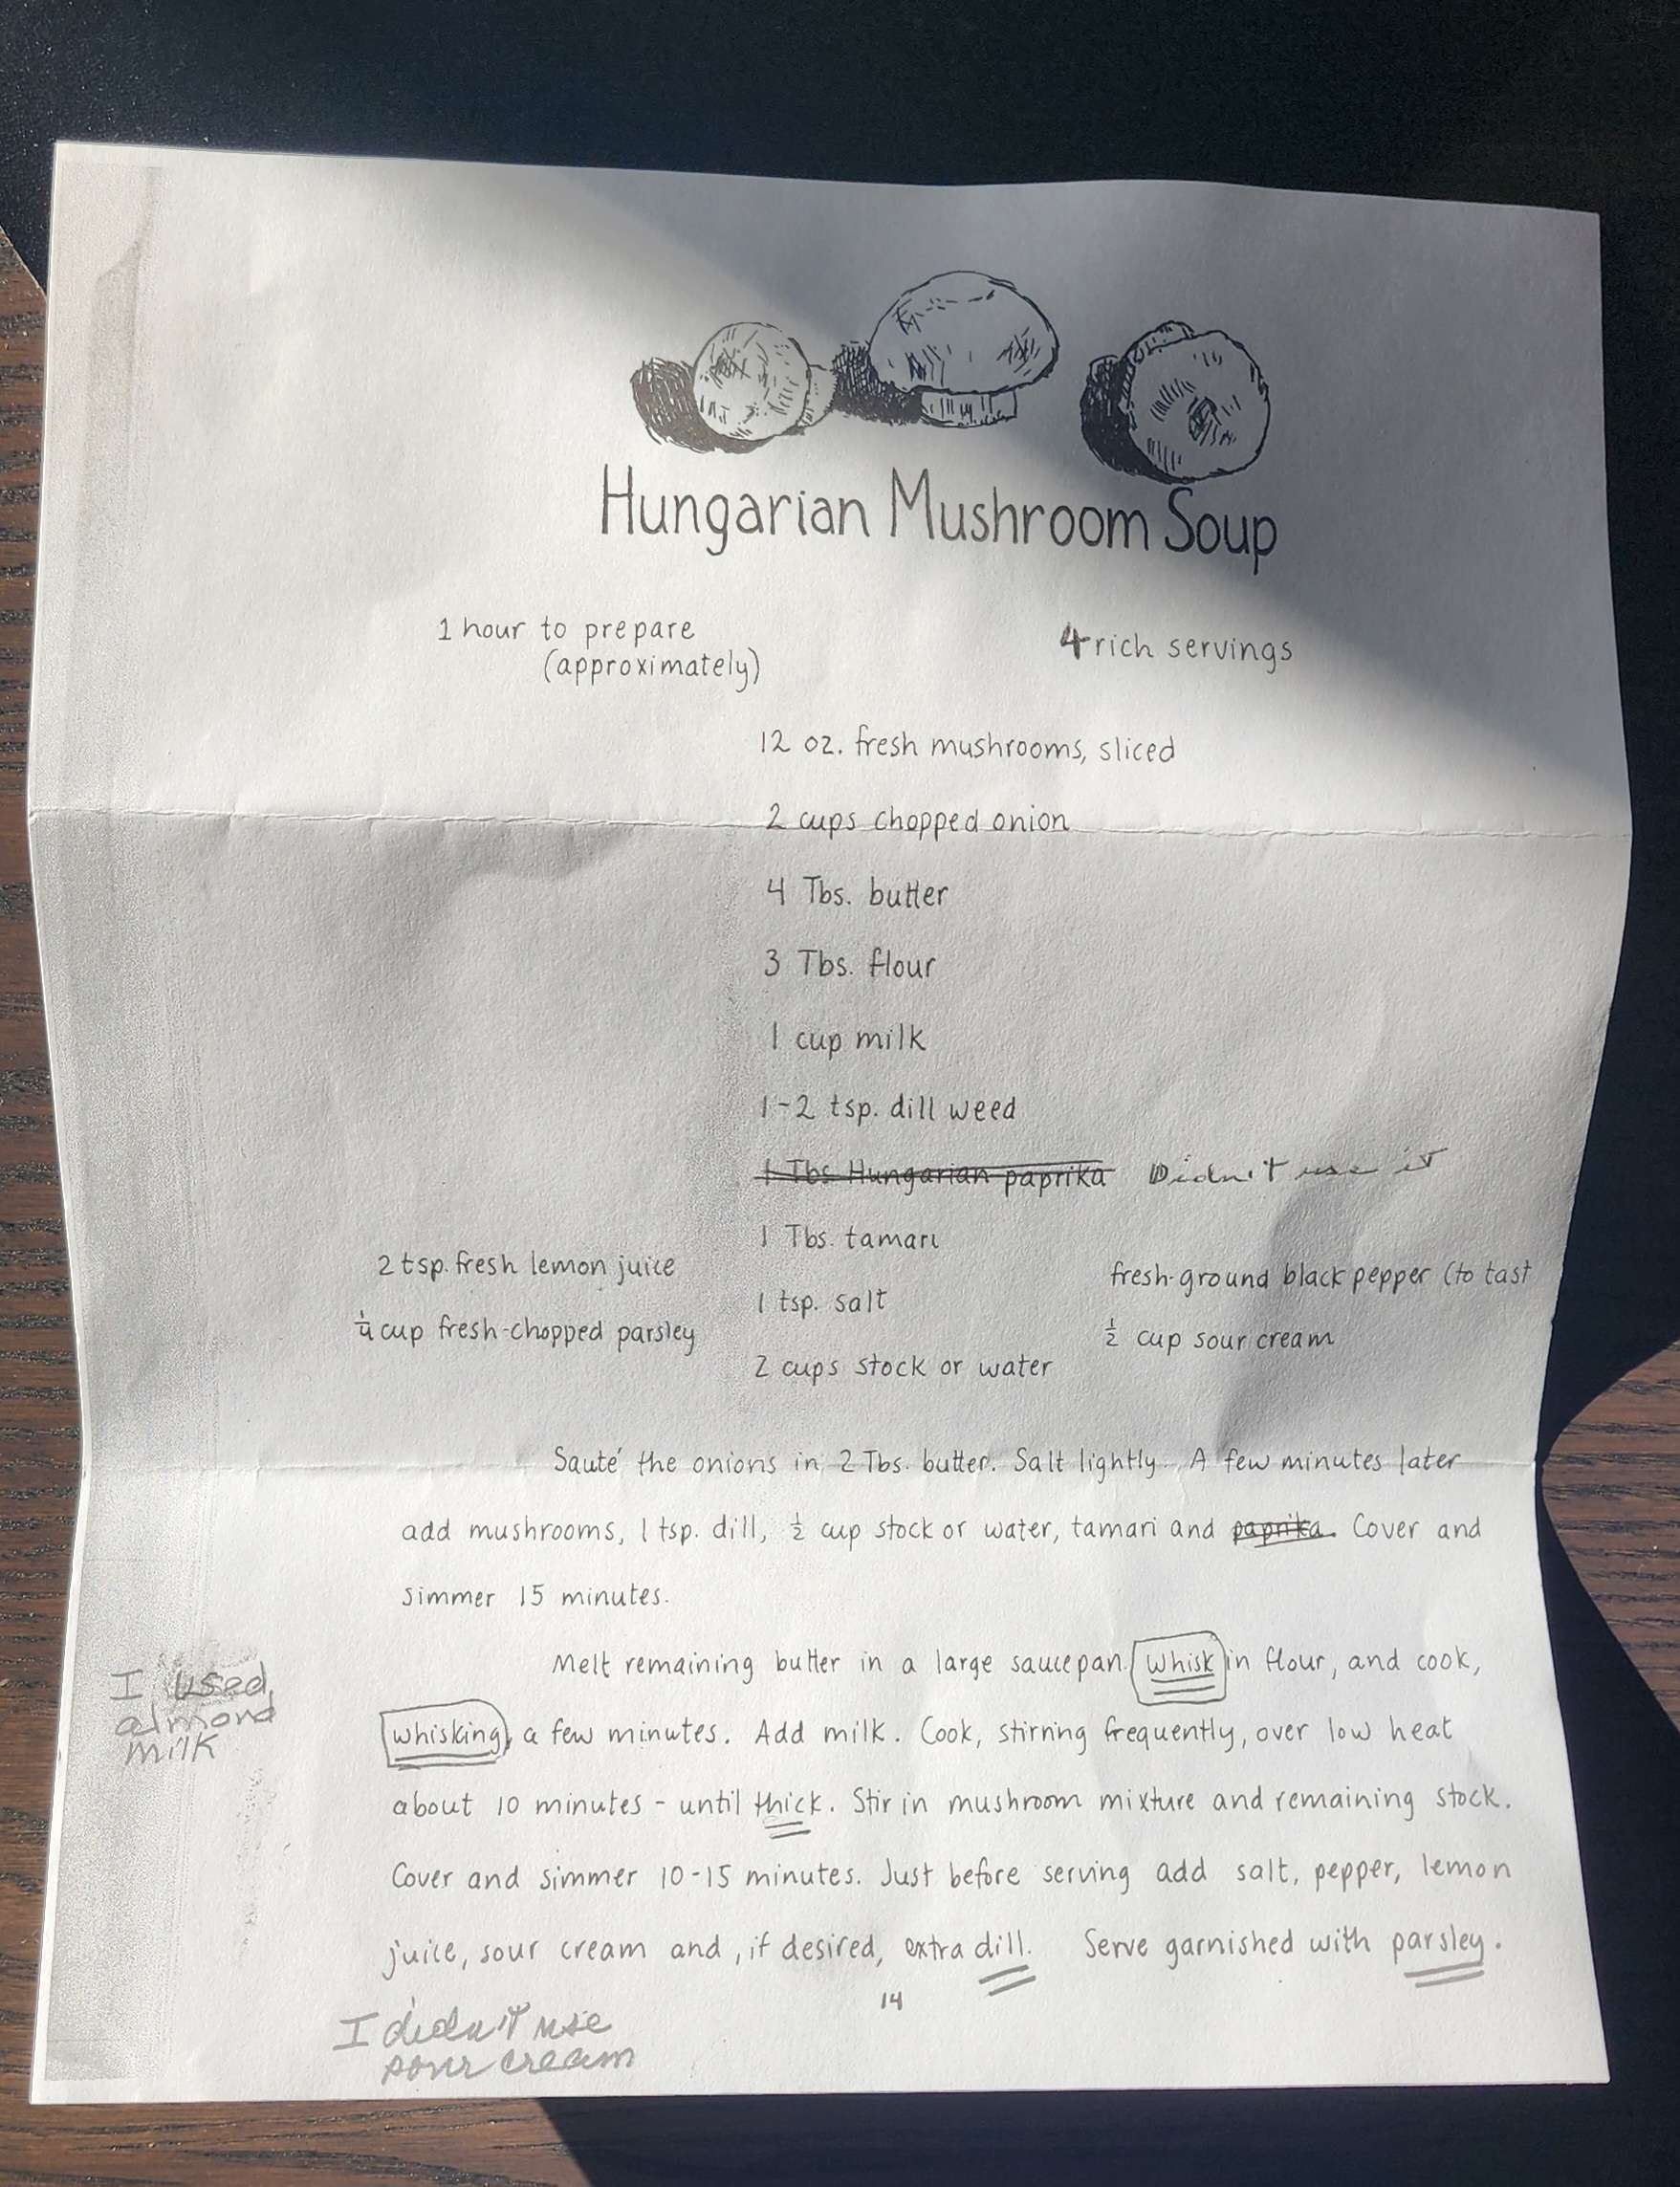 Hungarian Mushroom Soup
1 hour to prepare
(approximately)
4 rich servings
12 oz. fresh mushrooms, sliced
2 cups chopped onion
4 Tbs. butter
3 Tbs. flour
1 cup milk
1-2 tsp. dill weed
1 Tbs Hungarian paprika Didn't use it
1 Tbs. tamari
2 tsp. fresh lemon juice
fresh-ground black pepper (to tast
1 tsp. salt
¼ cup fresh-chopped parsley
½ cup sour cream
2 cups stock or water
Sauté the onions in 2 Tbs. butter. Salt lightly. A few minutes later
add mushrooms, 1 tsp. dill, ½ cup stock or water, tamari and paprika. Cover and
simmer 15 minutes.
Melt remaining butter in a large saucepan. Whisk in flour, and cook,
whisking, a few minutes. Add milk. Cook, stirring frequently, over low heat
about 10 minutes - until thick. Stir in mushroom mixture and remaining stock.
Cover and simmer 10-15 minutes. Just before serving add salt, pepper, lemon
juice, sour cream and, if desired, extra dill. Serve garnished with parsley.
I used
almond
milk
14
I didn't use
sour cream